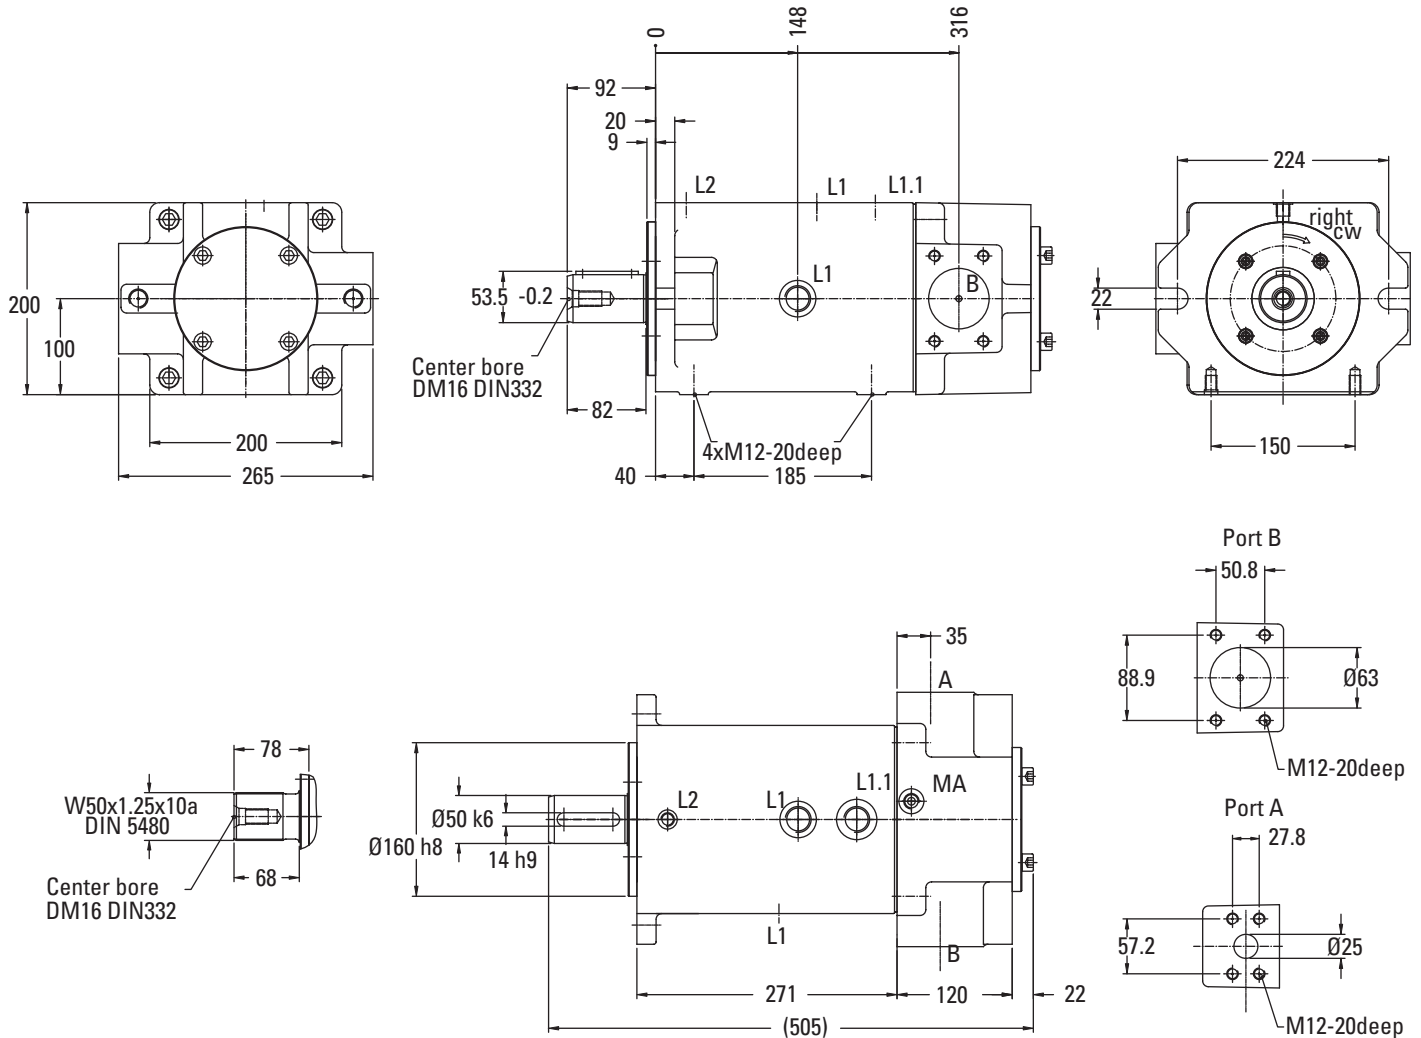 0
148
316
92
20
9
L2
L1
L1.1
224
right
cw
200
100
53.5 -0.2
L1
B
22
Center bore
DM16 DIN332
82
4xM12-20deep
200
265
40
185
150
Port B
50.8
88.9
Ø63
M12-20deep
35
A
78
W50x1.25x10a
DIN 5480
68
Center bore
DM16 DIN332
Ø160 h8
Ø50 k6
14 h9
L2
L1
L1.1
MA
L1
B
271
120
22
(505)
Port A
27.8
57.2
Ø25
M12-20deep